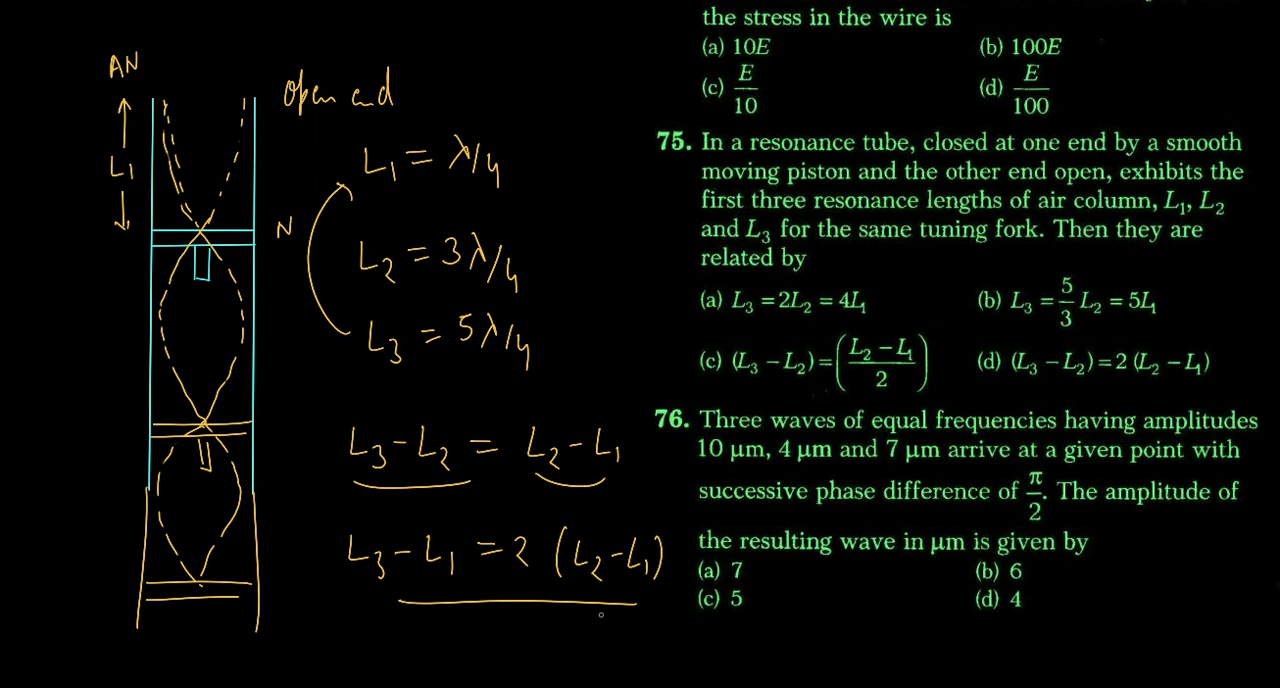 AN
L₁
N
open end
L₁ = λ/4
L₂ = 3λ/4
L₃ = 5λ/4
L₃-L₂ = L₂-L₁
L₃-L₁ = 2 (L₂-L₁)
the stress in the wire is
(a) 10E (b) 100E
(c) E/10 (d) E/100
75. In a resonance tube, closed at one end by a smooth
moving piston and the other end open, exhibits the
first three resonance lengths of air column, L₁, L₂
and L₃ for the same tuning fork. Then they are
related by
(a) L₃ = 2L₂ = 4L₁ (b) L₃ = 5/3 L₂ = 5L₁
(c) (L₃ – L₂) = ((L₂ – L₁)/2) (d) (L₃ – L₂) = 2 (L₂ – L₁)
76. Three waves of equal frequencies having amplitudes
10 μm, 4 μm and 7 μm arrive at a given point with
successive phase difference of π/2. The amplitude of
the resulting wave in μm is given by
(a) 7 (b) 6
(c) 5 (d) 4